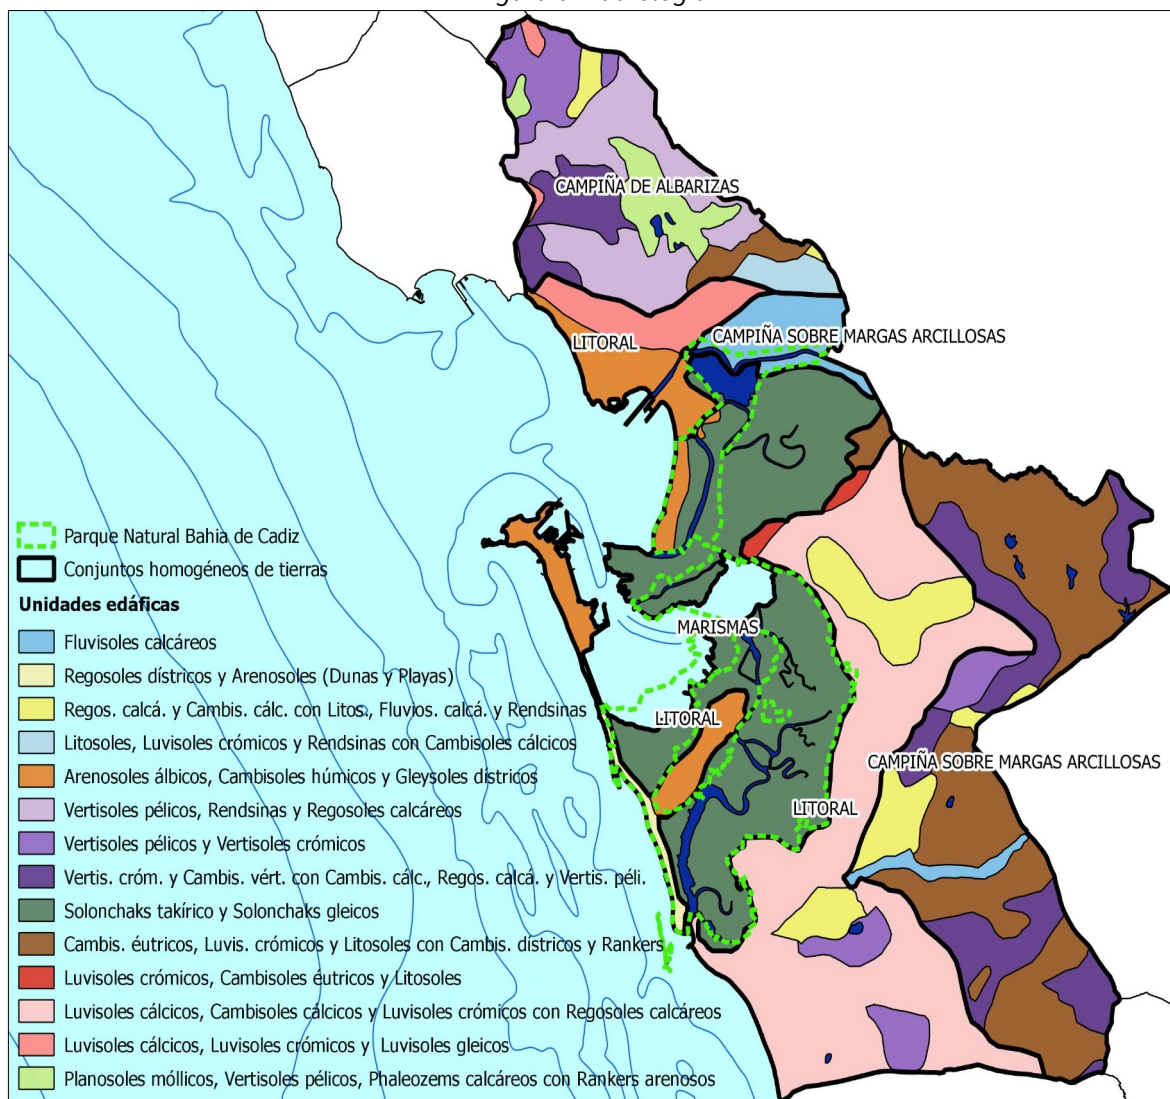 CAMPIÑA DE ALBARIZAS
LITORAL
CAMPIÑA SOBRE MARGAS ARCILLOSAS
MARISMAS
LITORAL
CAMPIÑA SOBRE MARGAS ARCILLOSAS
LITORAL
Parque Natural Bahia de Cadiz
Conjuntos homogéneos de tierras
Unidades edáficas
Fluvisoles calcáreos
Regosoles dístricos y Arenosoles (Dunas y Playas)
Regos. calcá. y Cambis. cálc. con Litos., Fluvios. calcá. y Rendsinas
Litosoles, Luvisoles crómicos y Rendsinas con Cambisoles cálcicos
Arenosoles álbicos, Cambisoles húmicos y Gleysoles dístricos
Vertisoles pélicos, Rendsinas y Regosoles calcáreos
Vertisoles pélicos y Vertisoles crómicos
Vertis. cróm. y Cambis. vért. con Cambis. cálc., Regos. calcá. y Vertis. péli.
Solonchaks takírico y Solonchaks gleicos
Cambis. éutricos, Luvis. crómicos y Litosoles con Cambis. dístricos y Rankers
Luvisoles crómicos, Cambisoles éutricos y Litosoles
Luvisoles cálcicos, Cambisoles cálcicos y Luvisoles crómicos con Regosoles calcáreos
Luvisoles cálcicos, Luvisoles crómicos y Luvisoles gleicos
Planosoles móllicos, Vertisoles pélicos, Phaleozems calcáreos con Rankers arenosos